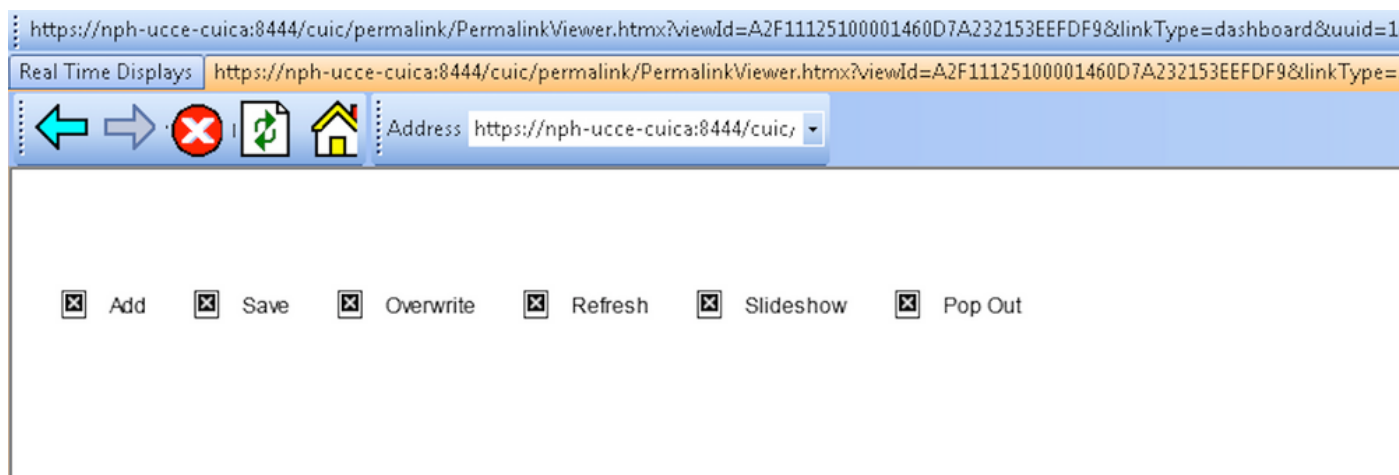 https://nph-ucce-cuica:8444/cuic/permalink/PermalinkViewer.htmx?viewId=A2F11125100001460D7A232153EEFDF9&linkType=dashboard&uuid=1
Real Time Displays https://nph-ucce-cuica:8444/cuic/permalink/PermalinkViewer.htmx?viewId=A2F11125100001460D7A232153EEFDF9&linkType=
Address https://nph-ucce-cuica:8444/cuic/
Add Save Overwrite Refresh Slideshow Pop Out